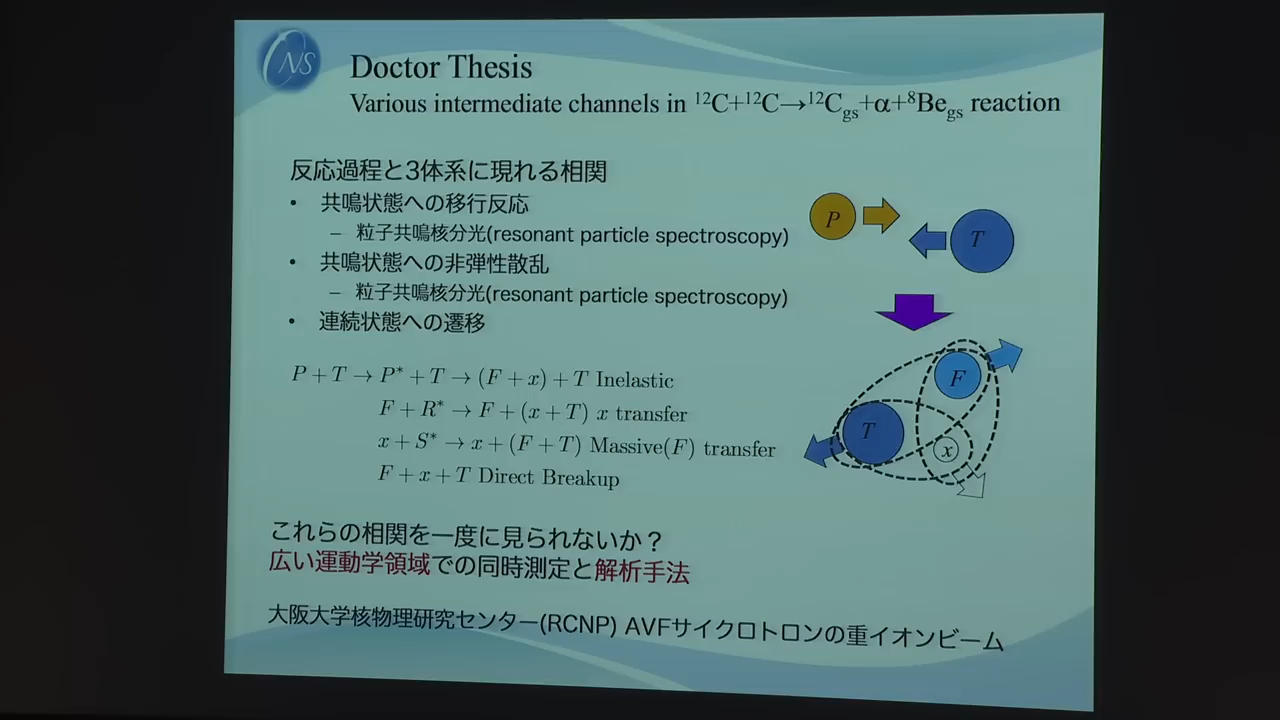 CNS
Doctor Thesis
Various intermediate channels in ¹²C+¹²C→¹²C_gs+α+⁸Be_gs reaction
反応過程と3体系に現れる相関
• 共鳴状態への移行反応
– 粒子共鳴核分光(resonant particle spectroscopy)
• 共鳴状態への非弾性散乱
– 粒子共鳴核分光(resonant particle spectroscopy)
• 連続状態への遷移
P
T
F
T
x
P + T → P* + T → (F + x) + T Inelastic
F + R* → F + (x + T) x transfer
x + S* → x + (F + T) Massive(F) transfer
F + x + T Direct Breakup
これらの相関を一度に見られないか？
広い運動学領域での同時測定と解析手法
大阪大学核物理研究センター(RCNP) AVFサイクロトロンの重イオンビーム